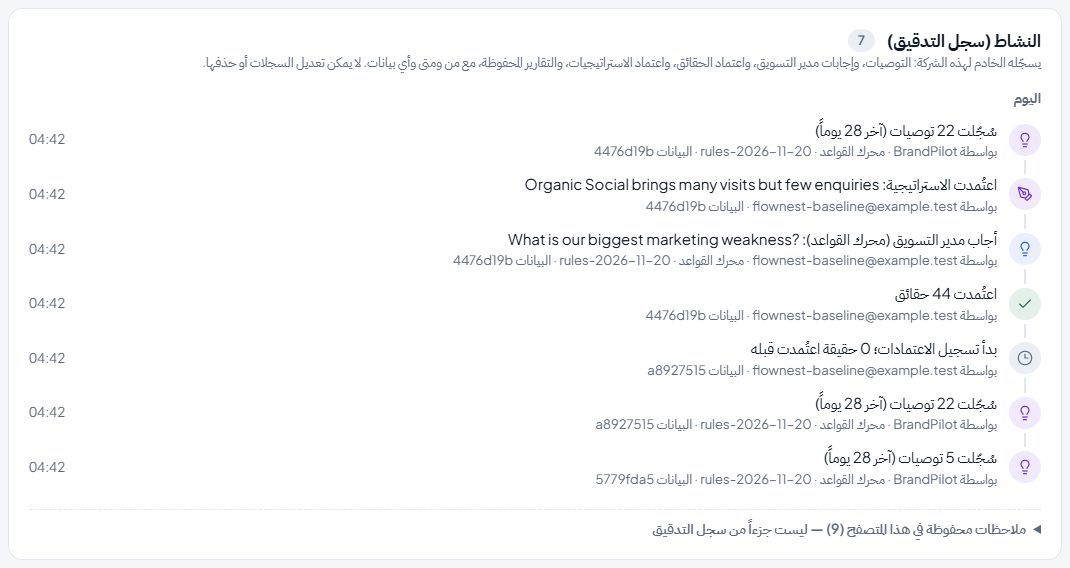 النشاط (سجل التدقيق) 7
يسجّله الخادم لهذه الشركة: التوصيات، وإجابات مدير التسويق، واعتماد الحقائق، واعتماد الاستراتيجيات، والتقارير المحفوظة، مع من ومتى وأي بيانات. لا يمكن تعديل السجلات أو حذفها.
اليوم
سُجّلت 22 توصيات (آخر 28 يوماً) 04:42
بواسطة BrandPilot · محرك القواعد · rules-2026-11-20 · البيانات 4476d19b
اعتُمدت الاستراتيجية: Organic Social brings many visits but few enquiries 04:42
بواسطة flownest-baseline@example.test · البيانات 4476d19b
أجاب مدير التسويق (محرك القواعد): What is our biggest marketing weakness? 04:42
بواسطة flownest-baseline@example.test · محرك القواعد · rules-2026-11-20 · البيانات 4476d19b
اعتُمدت 44 حقائق 04:42
بواسطة flownest-baseline@example.test · البيانات 4476d19b
بدأ تسجيل الاعتمادات؛ 0 حقيقة اعتُمدت قبله 04:42
بواسطة flownest-baseline@example.test · البيانات a8927515
سُجّلت 22 توصيات (آخر 28 يوماً) 04:42
بواسطة BrandPilot · محرك القواعد · rules-2026-11-20 · البيانات a8927515
سُجّلت 5 توصيات (آخر 28 يوماً) 04:42
بواسطة BrandPilot · محرك القواعد · rules-2026-11-20 · البيانات 5779fda5
ملاحظات محفوظة في هذا المتصفح (9) — ليست جزءاً من سجل التدقيق